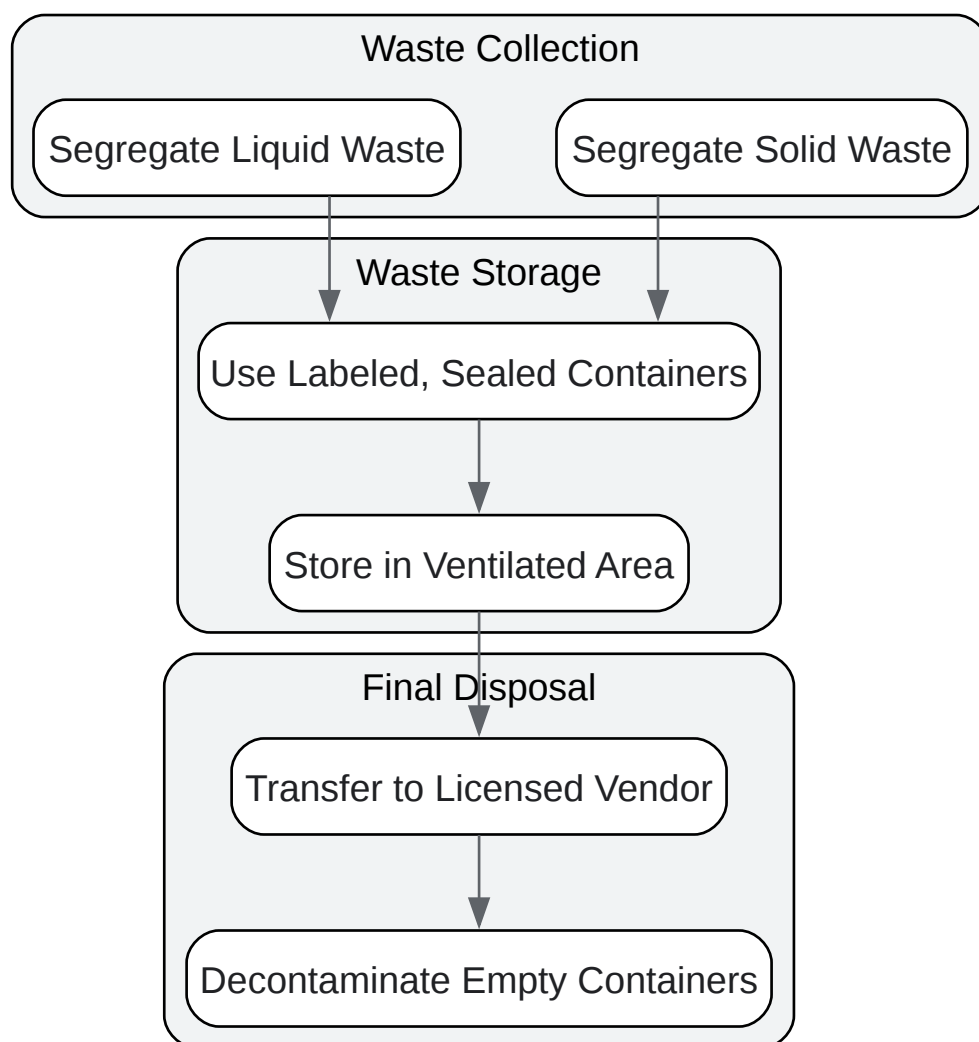 Waste Collection
Segregate Liquid Waste
Segregate Solid Waste
Waste Storage
Use Labeled, Sealed Containers
Store in Ventilated Area
Final Disposal
Transfer to Licensed Vendor
Decontaminate Empty Containers